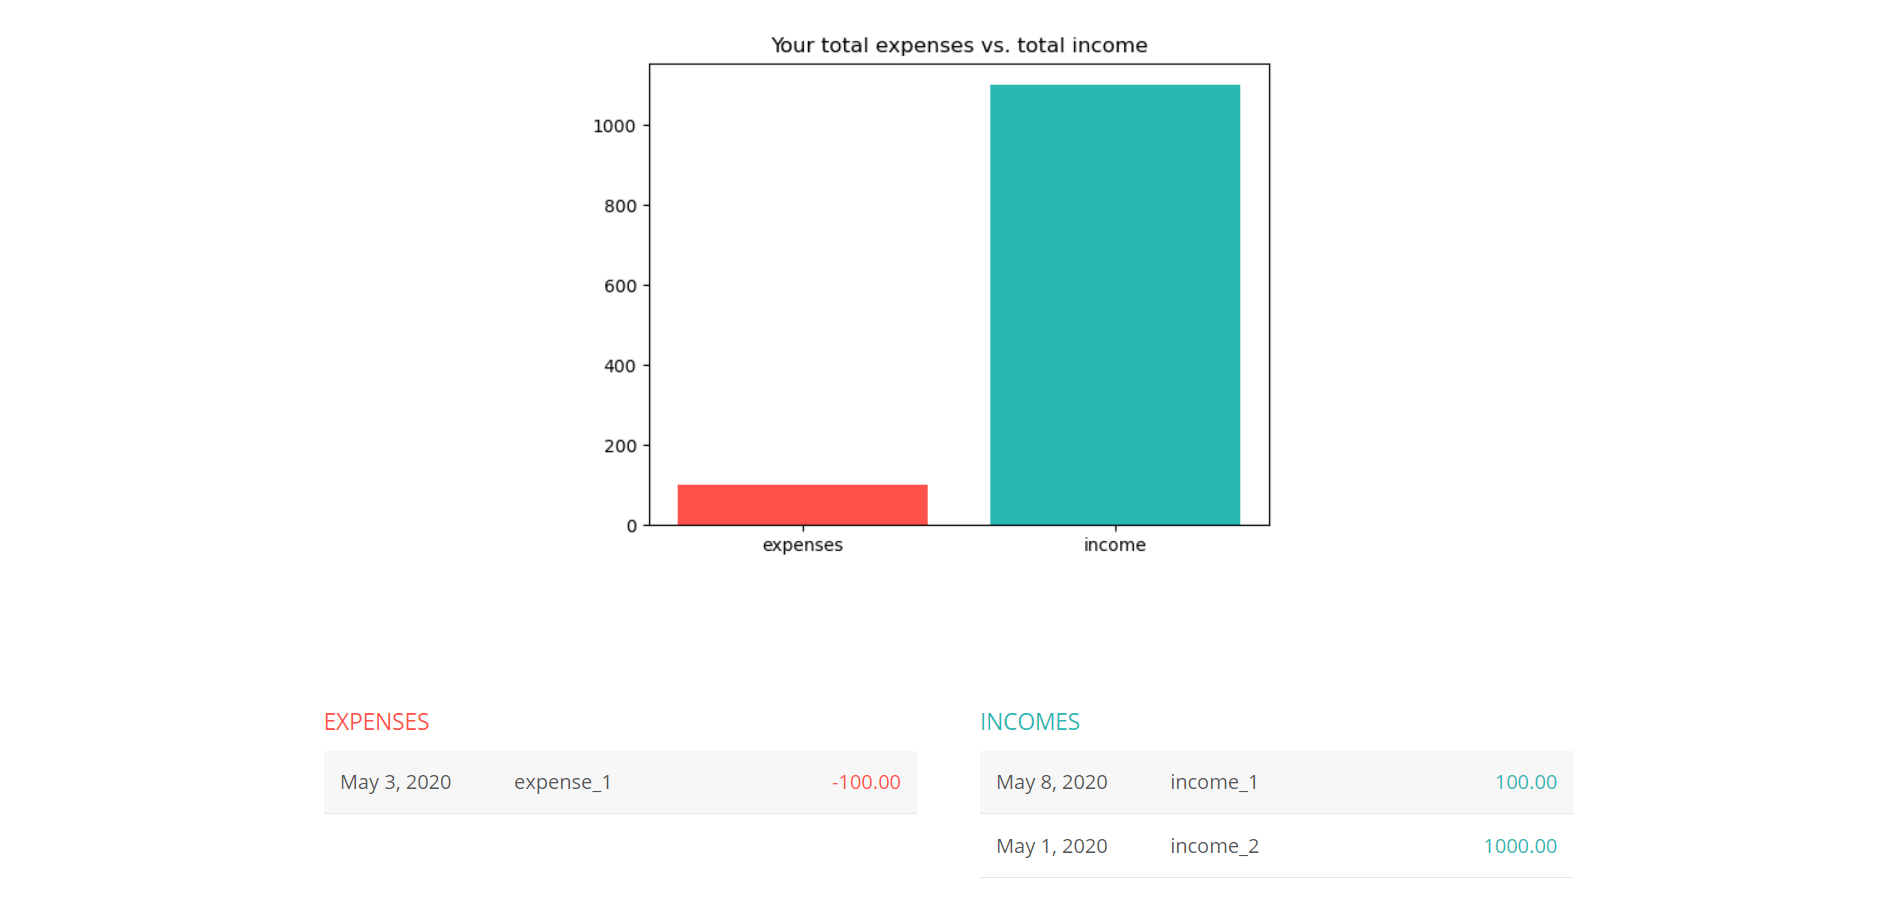 Your total expenses vs. total income
1000
800
600
400
200
0
expenses income
EXPENSES
May 3, 2020 expense_1 -100.00
INCOMES
May 8, 2020 income_1 100.00
May 1, 2020 income_2 1000.00